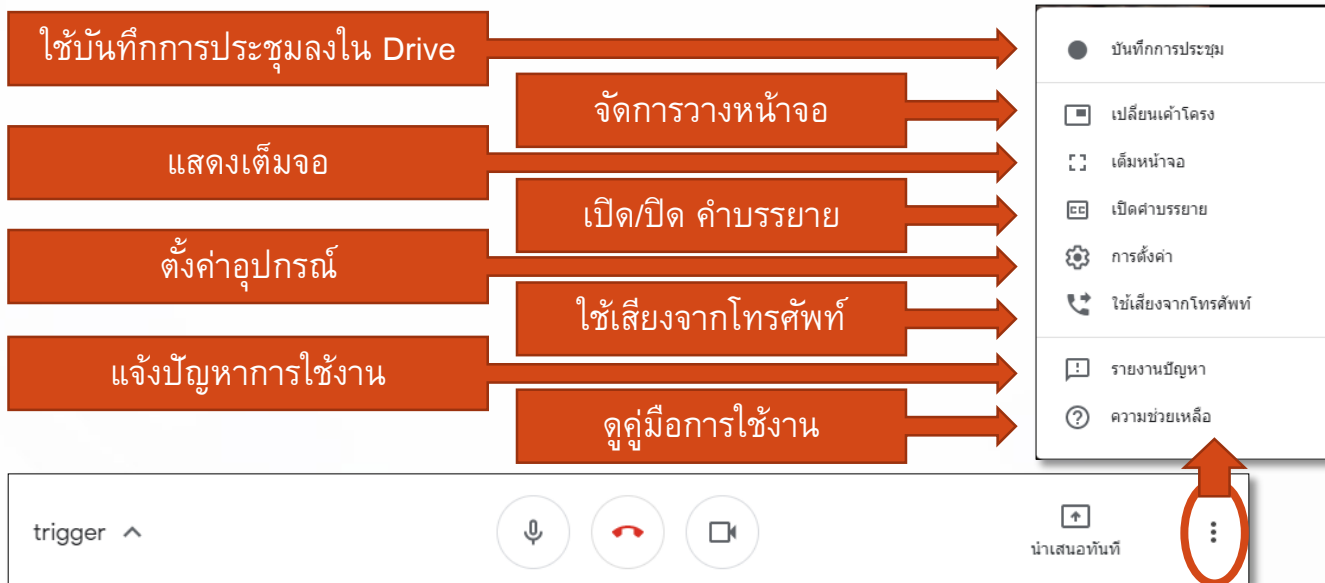 ใช้บันทึกการประชุมลงใน Drive
บันทึกการประชุม
จัดการวางหน้าจอ
เปลี่ยนเค้าโครง
แสดงเต็มจอ
เต็มหน้าจอ
เปิด/ปิด คำบรรยาย
เปิดคำบรรยาย
ตั้งค่าอุปกรณ์
การตั้งค่า
ใช้เสียงจากโทรศัพท์
ใช้เสียงจากโทรศัพท์
แจ้งปัญหาการใช้งาน
รายงานปัญหา
ดูคู่มือการใช้งาน
ความช่วยเหลือ
trigger
นำเสนอทันที